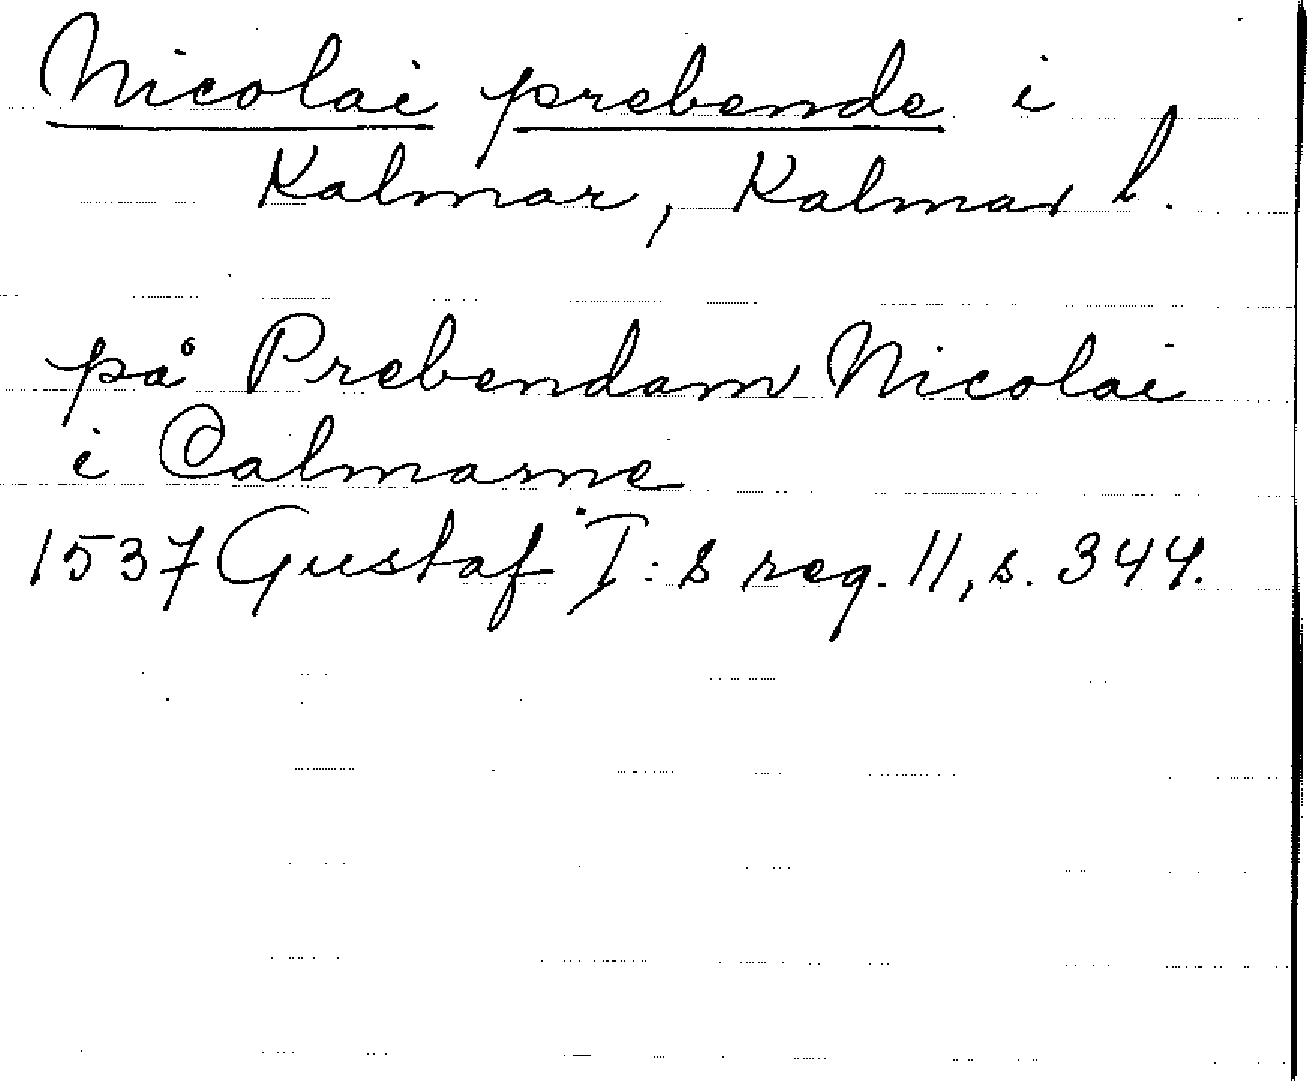 Nicolai prebende i
Kalmar, Kalmar l.
på Prebendam Nicolai
i Calmarne
1537 Gustaf I:s reg. 11, s. 344.